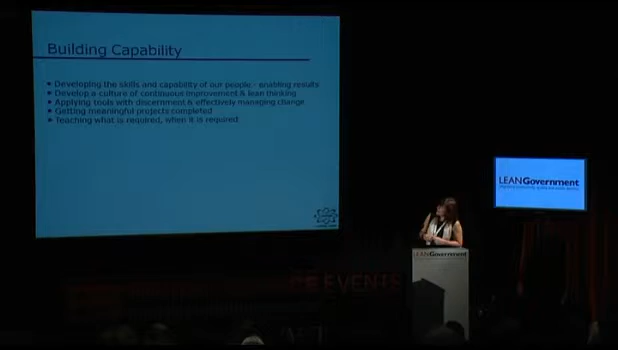 Building Capability
• Developing the skills and capability of our people - enabling results
• Develop a culture of continuous improvement & lean thinking
• Applying tools with discernment & effectively managing change
• Getting meaningful projects completed
• Teaching what is required, when it is required
LEANGovernment
LEANGovernment
EVENTS